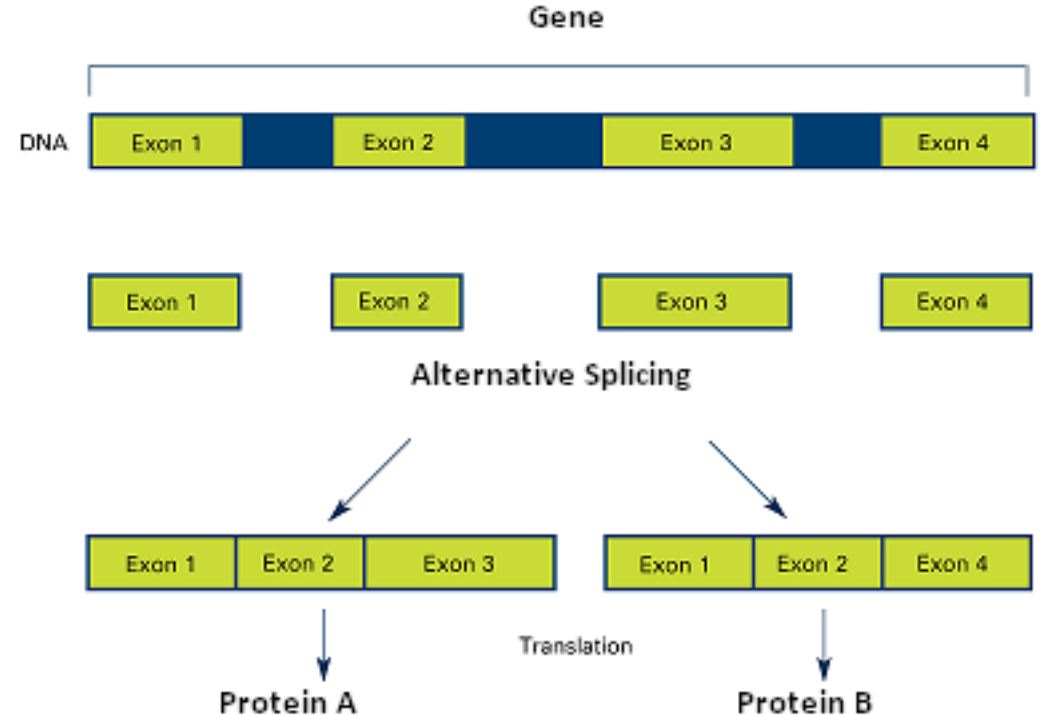 Gene
DNA Exon 1 Exon 2 Exon 3 Exon 4
Exon 1 Exon 2 Exon 3 Exon 4
Alternative Splicing
Exon 1 Exon 2 Exon 3 Exon 1 Exon 2 Exon 4
Translation
Protein A Protein B